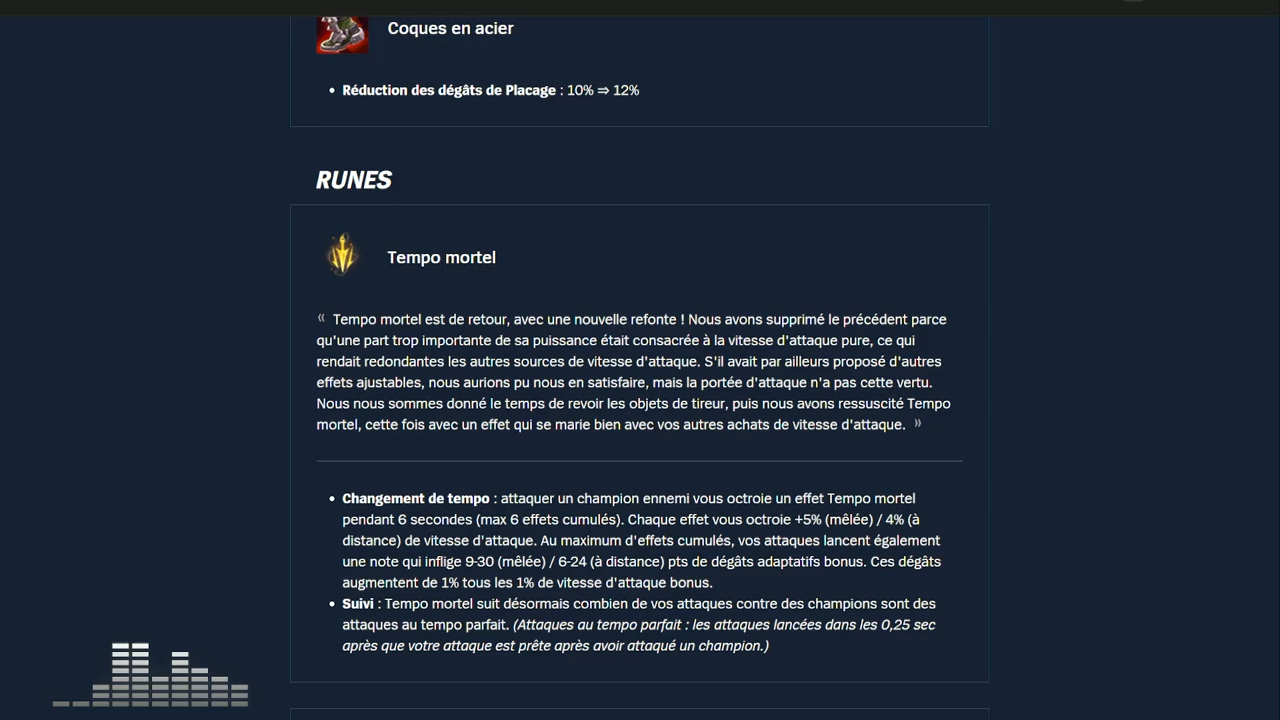 Coques en acier
• Réduction des dégâts de Placage : 10% ⇒ 12%
RUNES
Tempo mortel
« Tempo mortel est de retour, avec une nouvelle refonte ! Nous avons supprimé le précédent parce
qu'une part trop importante de sa puissance était consacrée à la vitesse d'attaque pure, ce qui
rendait redondantes les autres sources de vitesse d'attaque. S'il avait par ailleurs proposé d'autres
effets ajustables, nous aurions pu nous en satisfaire, mais la portée d'attaque n'a pas cette vertu.
Nous nous sommes donné le temps de revoir les objets de tireur, puis nous avons ressuscité Tempo
mortel, cette fois avec un effet qui se marie bien avec vos autres achats de vitesse d'attaque. »
• Changement de tempo : attaquer un champion ennemi vous octroie un effet Tempo mortel
pendant 6 secondes (max 6 effets cumulés). Chaque effet vous octroie +5% (mêlée) / 4% (à
distance) de vitesse d'attaque. Au maximum d'effets cumulés, vos attaques lancent également
une note qui inflige 9-30 (mêlée) / 6-24 (à distance) pts de dégâts adaptatifs bonus. Ces dégâts
augmentent de 1% tous les 1% de vitesse d'attaque bonus.
• Suivi : Tempo mortel suit désormais combien de vos attaques contre des champions sont des
attaques au tempo parfait. (Attaques au tempo parfait : les attaques lancées dans les 0,25 sec
après que votre attaque est prête après avoir attaqué un champion.)